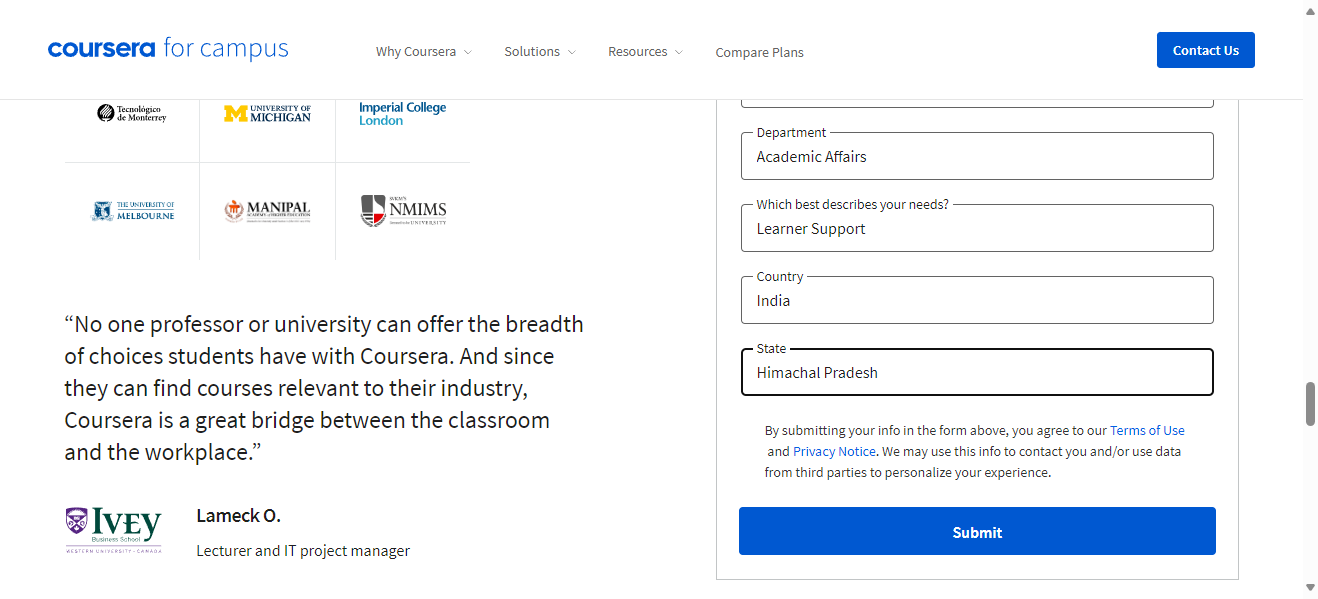 coursera for campus
Why Coursera
Solutions
Resources
Compare Plans
Contact Us
Tecnológico
de Monterrey
UNIVERSITY OF
MICHIGAN
Imperial College
London
THE UNIVERSITY OF
MELBOURNE
MANIPAL
SVKM'S
NMIMS
UNIVERSITY
“No one professor or university can offer the breadth
of choices students have with Coursera. And since
they can find courses relevant to their industry,
Coursera is a great bridge between the classroom
and the workplace.”
IVEY
Business School
WESTERN UNIVERSITY · CANADA
Lameck O.
Lecturer and IT project manager
Department
Academic Affairs
Which best describes your needs?
Learner Support
Country
India
State
Himachal Pradesh
By submitting your info in the form above, you agree to our Terms of Use
and Privacy Notice. We may use this info to contact you and/or use data
from third parties to personalize your experience.
Submit